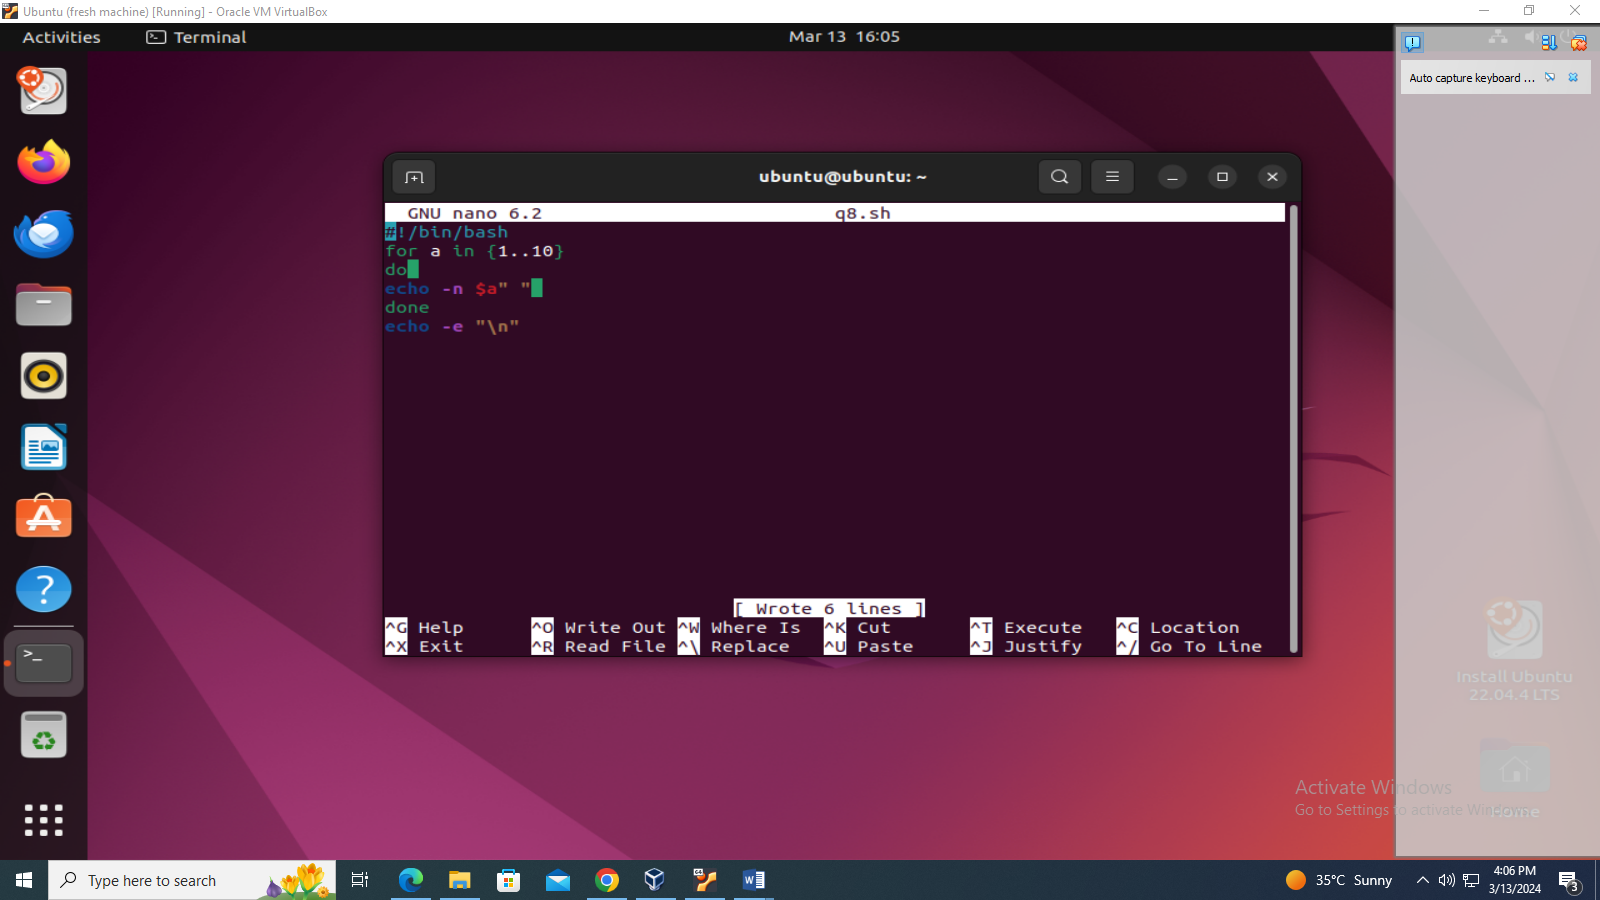 Ubuntu (fresh machine) [Running] - Oracle VM VirtualBox
Activities
Terminal
Mar 13 16:05
Auto capture keyboard ...
ubuntu@ubuntu: ~
GNU nano 6.2
q8.sh
#!/bin/bash
for a in {1..10}
do
echo -n $a" "
done
echo -e "\n"
[ Wrote 6 lines ]
^G Help ^O Write Out ^W Where Is ^K Cut ^T Execute ^C Location
^X Exit ^R Read File ^\ Replace ^U Paste ^J Justify ^/ Go To Line
Install Ubuntu
22.04.4 LTS
Activate Windows
Go to Settings to activate Windows.
Home
Type here to search
35°C Sunny
4:06 PM
3/13/2024
3